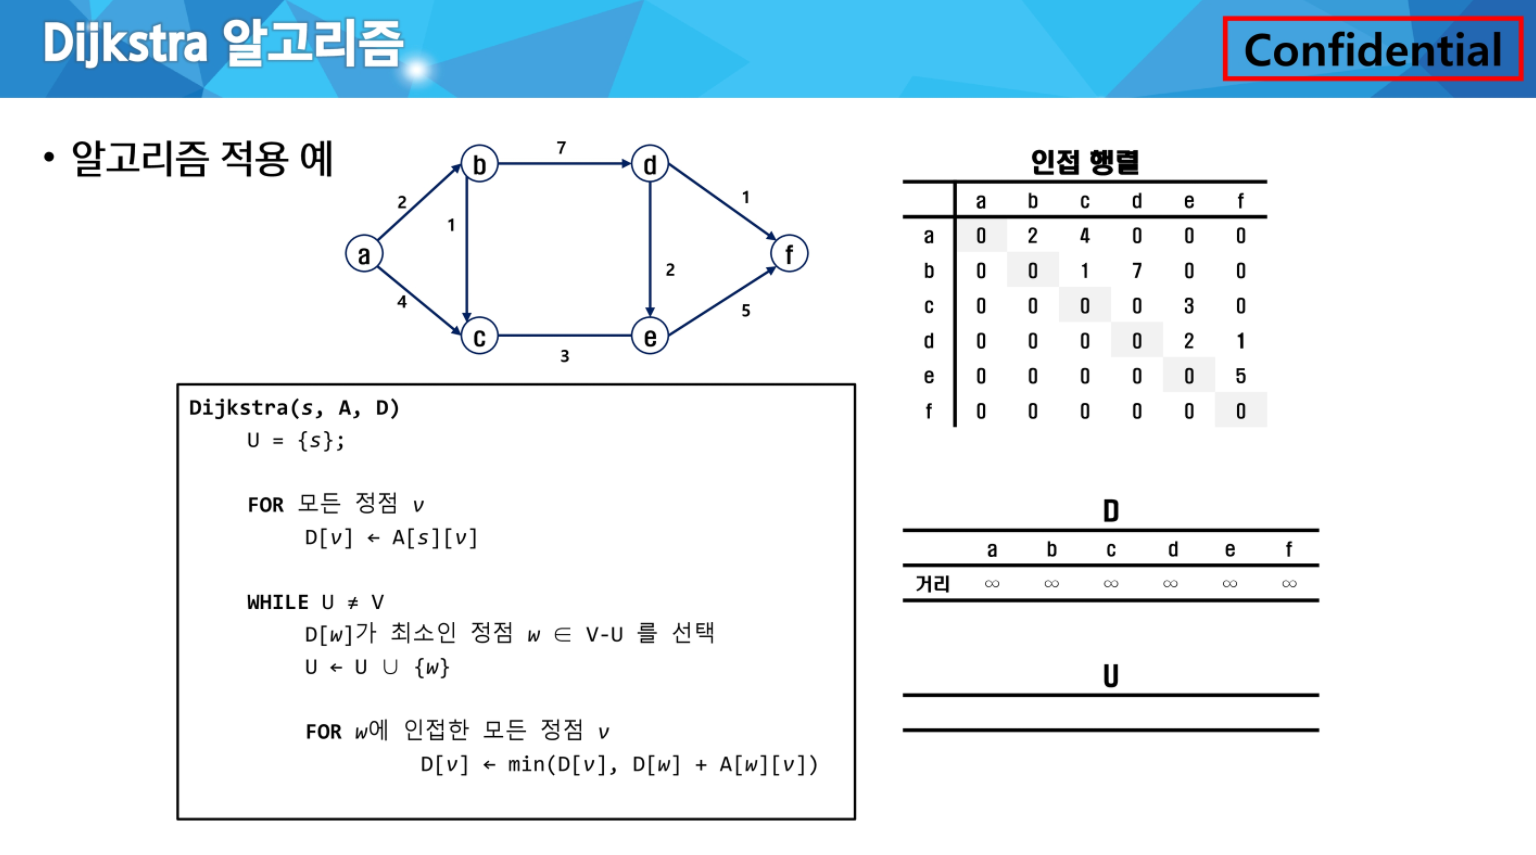 Dijkstra 알고리즘
Confidential
• 알고리즘 적용 예
a
b
c
d
e
f
2
4
1
7
3
2
1
5
Dijkstra(s, A, D)
U = {s};
FOR 모든 정점 v
D[v] ← A[s][v]
WHILE U ≠ V
D[w]가 최소인 정점 w ∈ V-U 를 선택
U ← U ∪ {w}
FOR w에 인접한 모든 정점 v
D[v] ← min(D[v], D[w] + A[w][v])
인접 행렬
a b c d e f
a 0 2 4 0 0 0
b 0 0 1 7 0 0
c 0 0 0 0 3 0
d 0 0 0 0 2 1
e 0 0 0 0 0 5
f 0 0 0 0 0 0
D
a b c d e f
거리 ∞ ∞ ∞ ∞ ∞ ∞
U